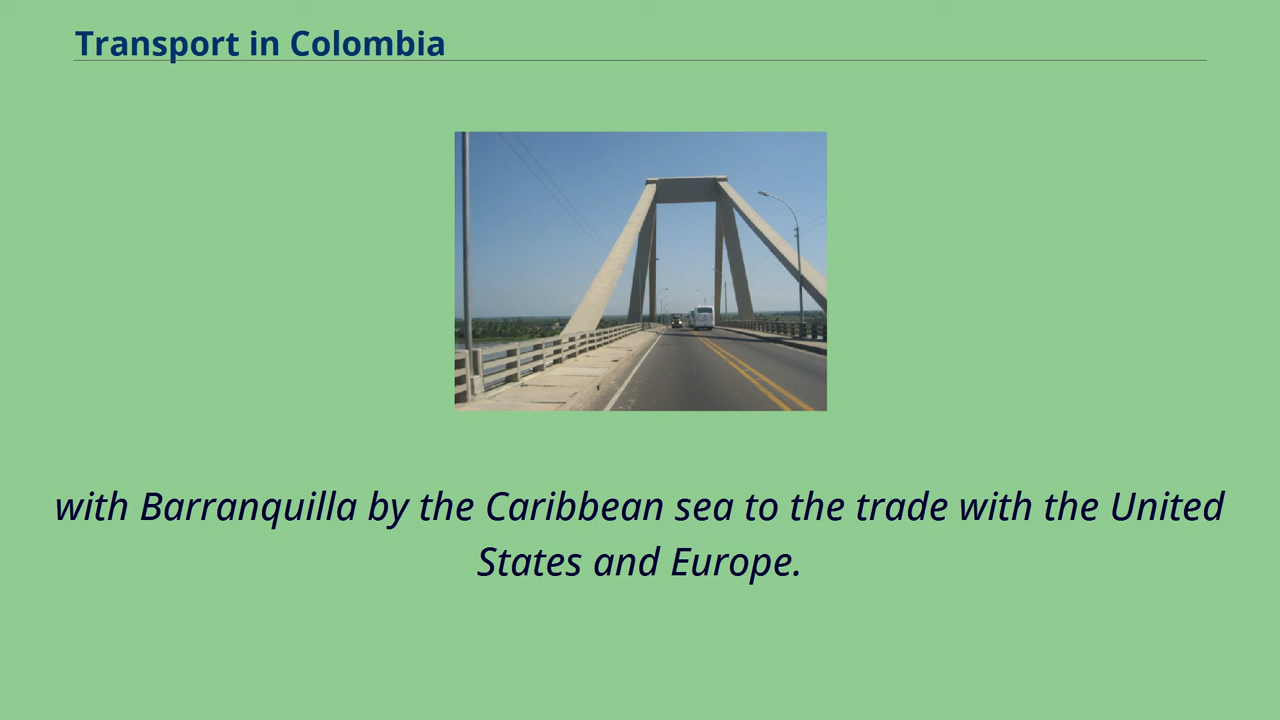 Transport in Colombia
with Barranquilla by the Caribbean sea to the trade with the United
States and Europe.